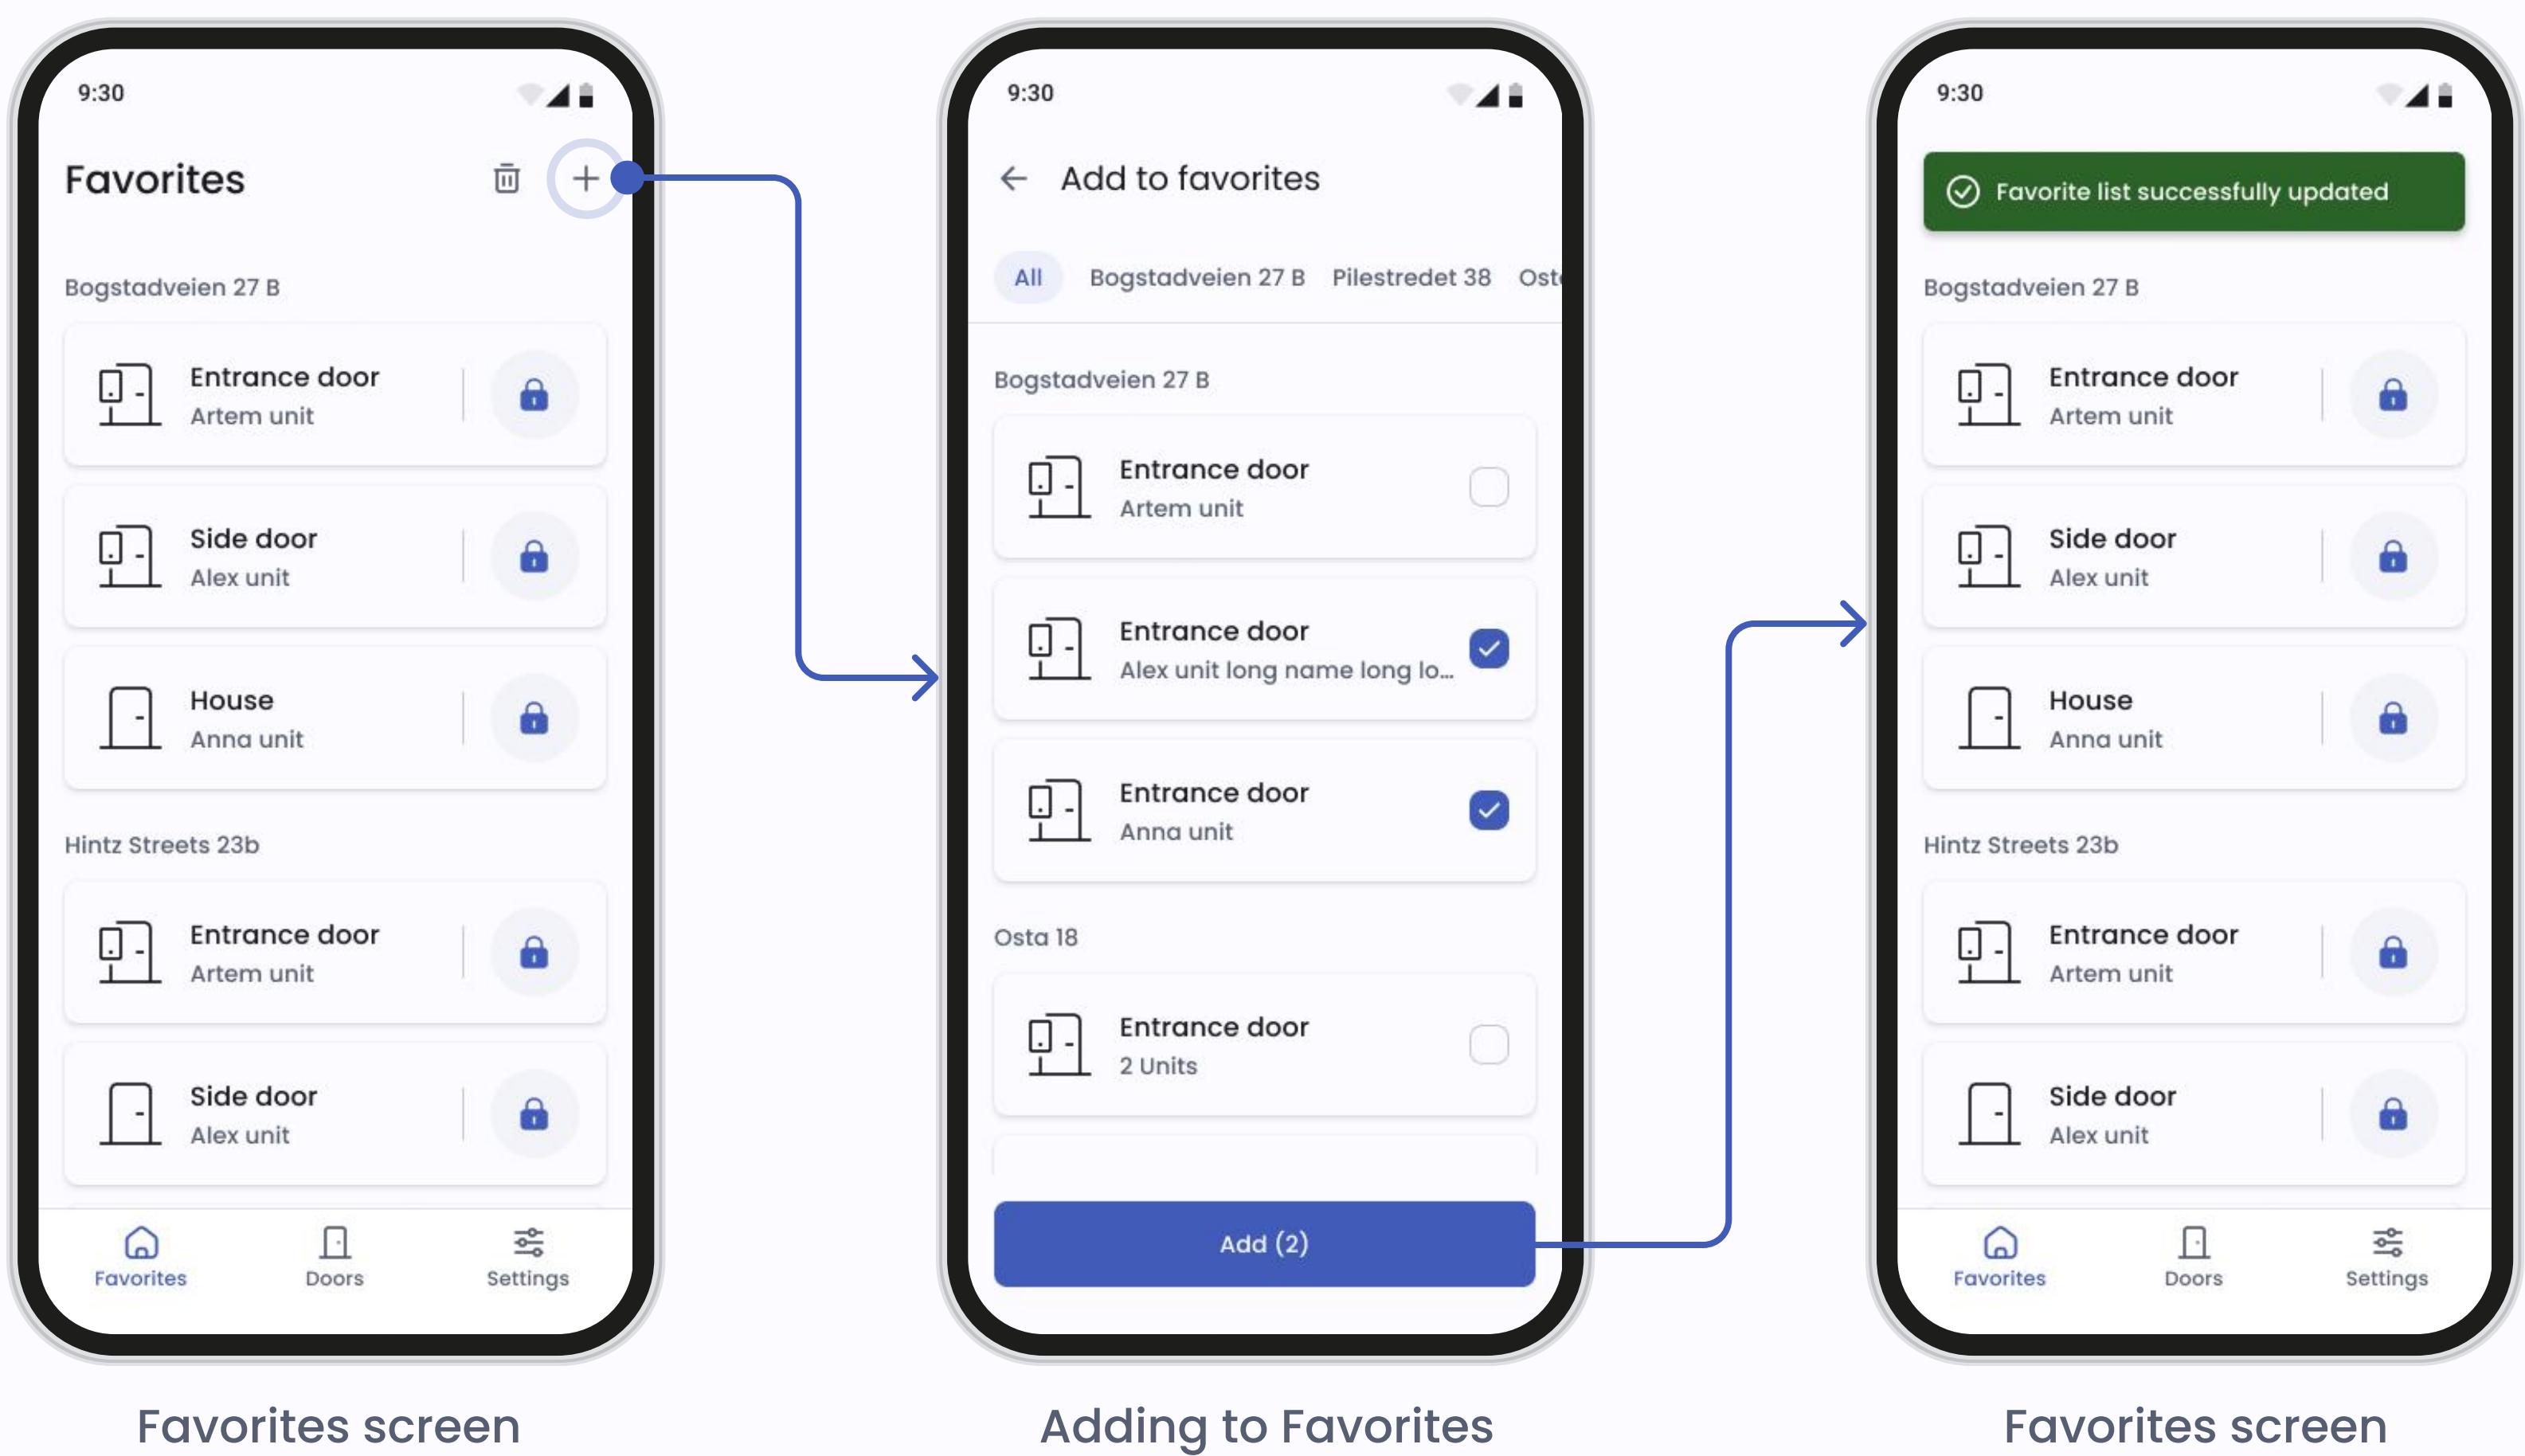 9:30
Favorites
Bogstadveien 27 B
Entrance door
Artem unit
Side door
Alex unit
House
Anna unit
Hintz Streets 23b
Entrance door
Artem unit
Side door
Alex unit
Favorites
Doors
Settings
Favorites screen
9:30
Add to favorites
All
Bogstadveien 27 B
Pilestredet 38
Ost
Bogstadveien 27 B
Entrance door
Artem unit
Entrance door
Alex unit long name long lo...
Entrance door
Anna unit
Osta 18
Entrance door
2 Units
Add (2)
Adding to Favorites
9:30
Favorite list successfully updated
Bogstadveien 27 B
Entrance door
Artem unit
Side door
Alex unit
House
Anna unit
Hintz Streets 23b
Entrance door
Artem unit
Side door
Alex unit
Favorites
Doors
Settings
Favorites screen